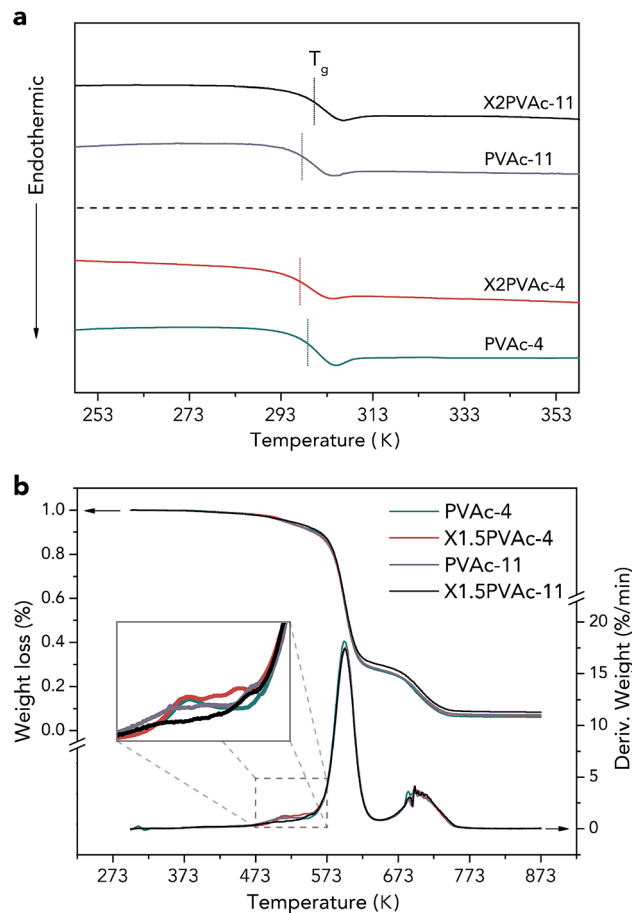 a
T_g
X2PVAc-11
PVAc-11
X2PVAc-4
PVAc-4
Endothermic
253 273 293 313 333 353
Temperature (K)
b
PVAc-4
X1.5PVAc-4
PVAc-11
X1.5PVAc-11
1.0
0.8
0.6
0.4
0.2
0.0
Weight loss (%)
20
15
10
5
0
Deriv. Weight (%/min)
273 373 473 573 673 773 873
Temperature (K)